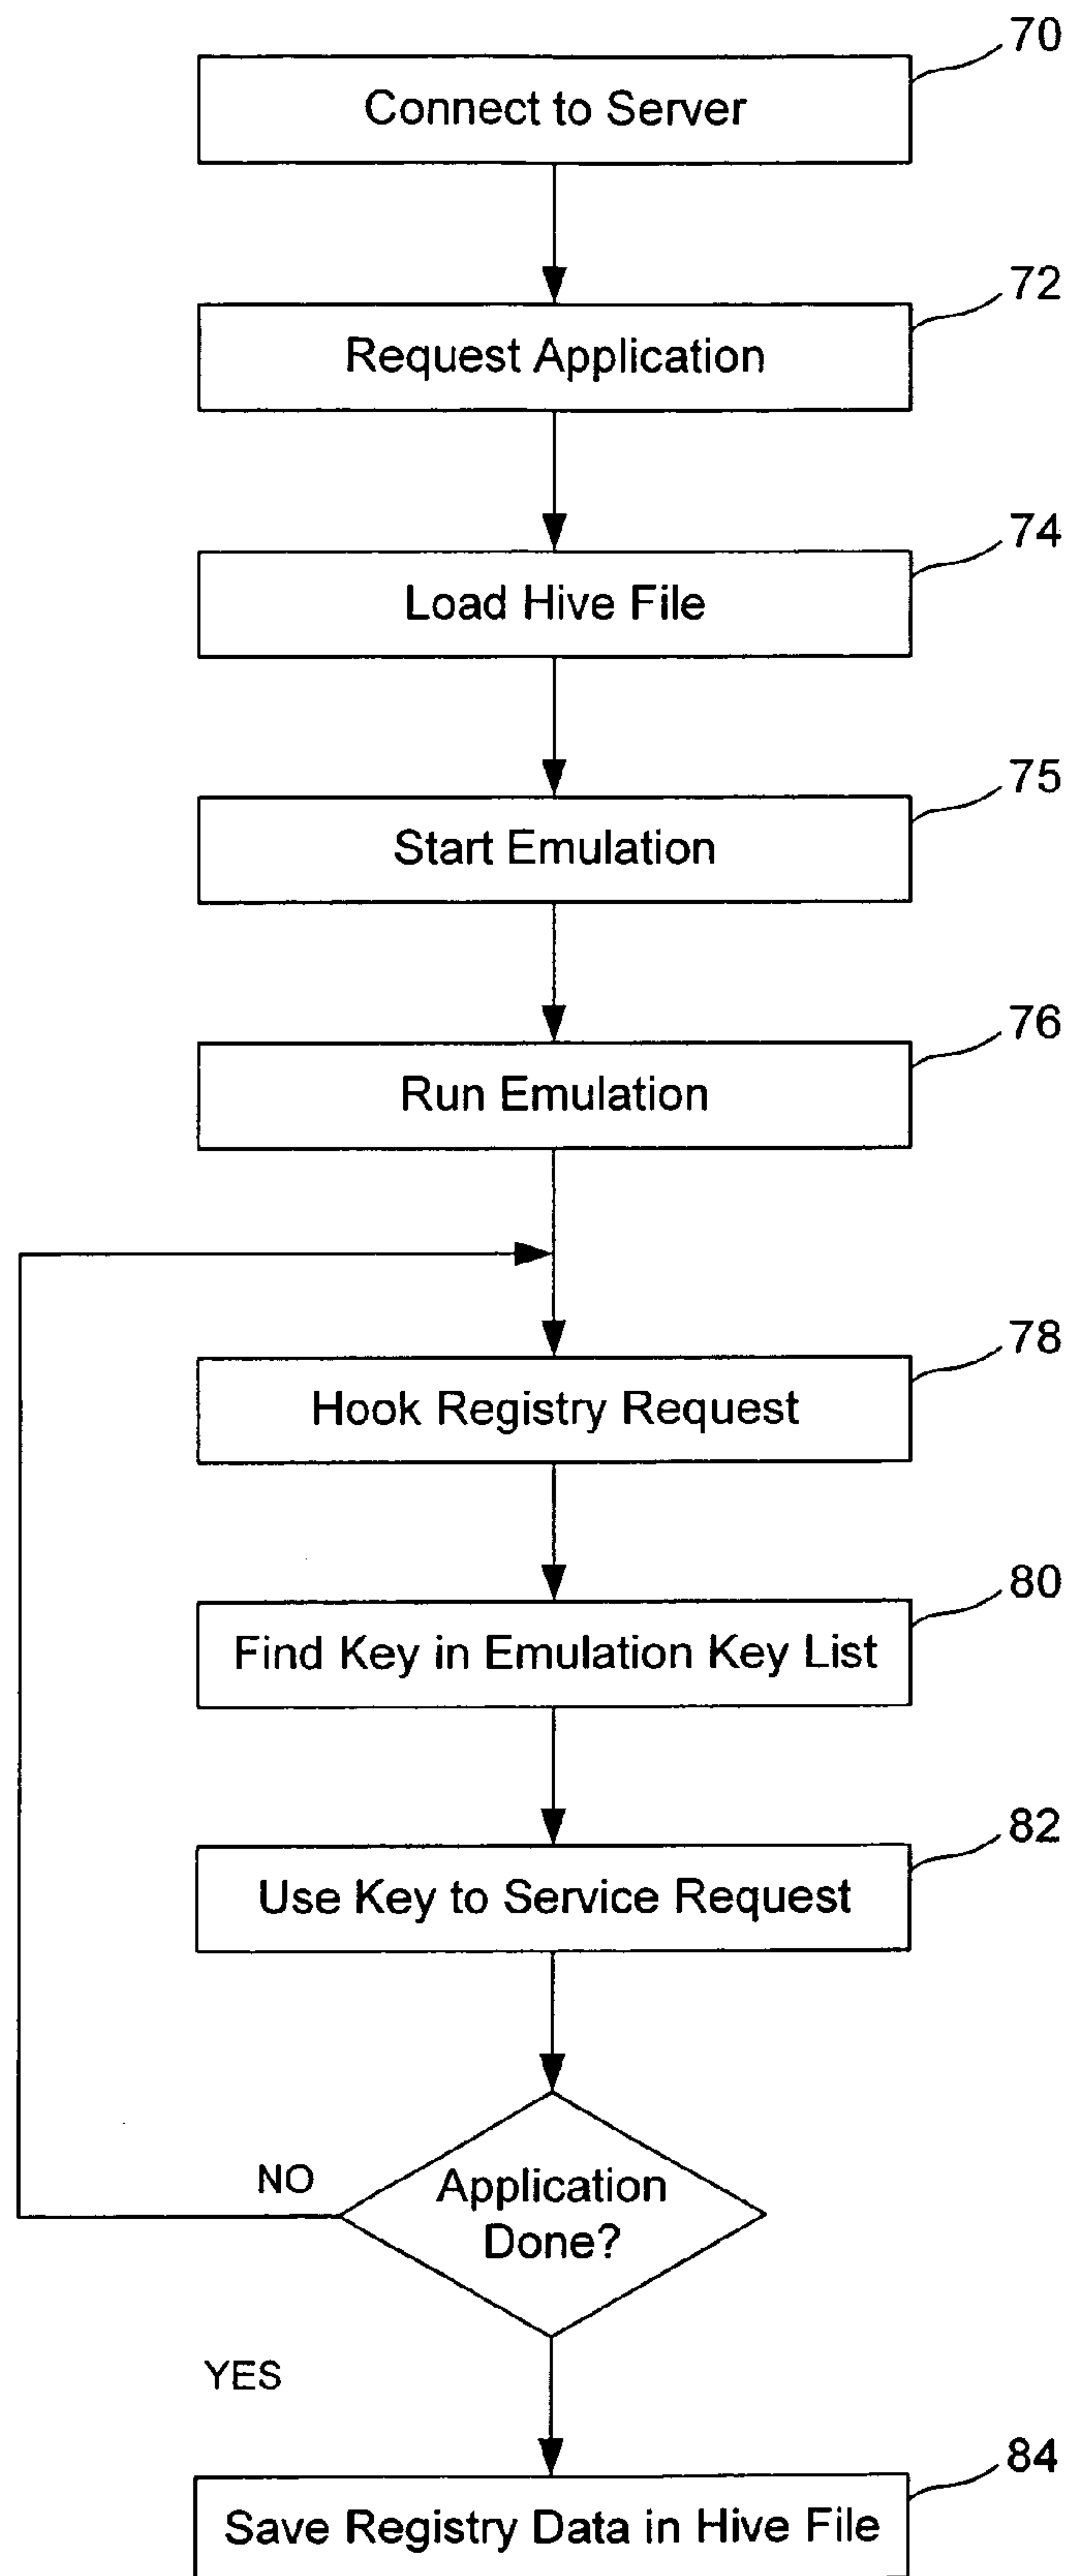 70
Connect to Server
72
Request Application
74
Load Hive File
75
Start Emulation
76
Run Emulation
78
Hook Registry Request
80
Find Key in Emulation Key List
82
Use Key to Service Request
NO
Application
Done?
YES
84
Save Registry Data in Hive File